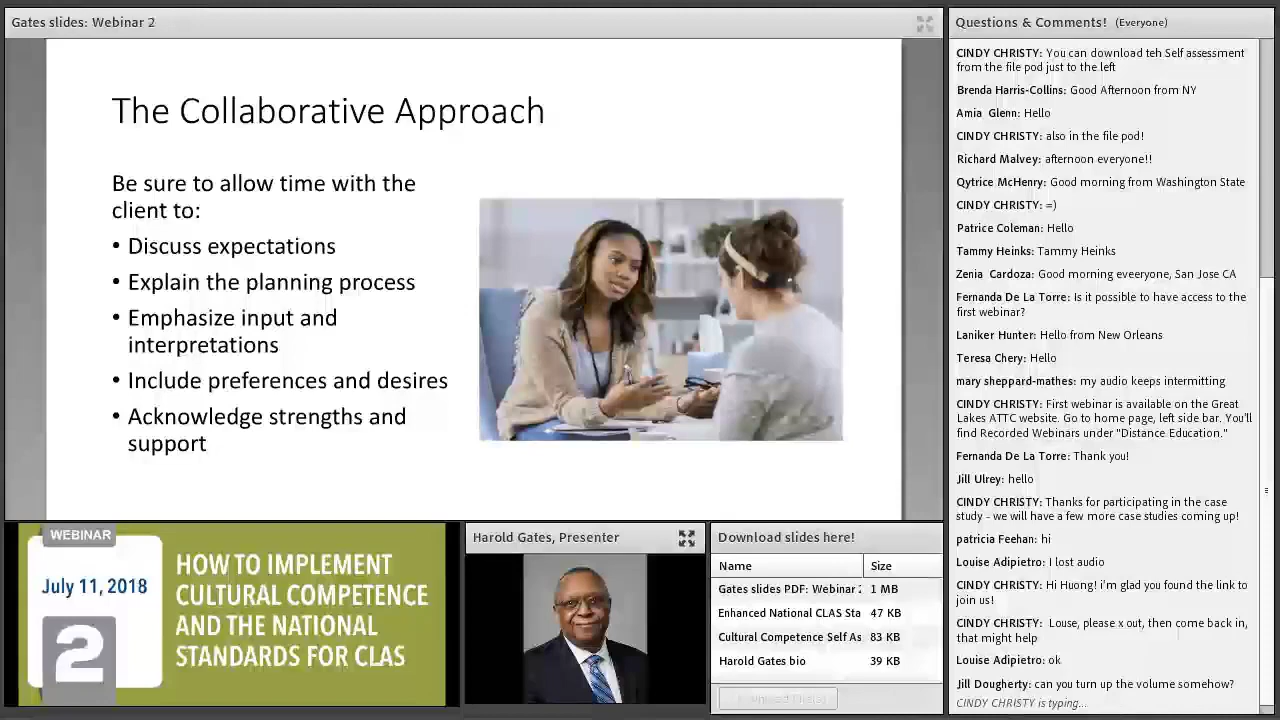 Gates slides: Webinar 2
The Collaborative Approach
Be sure to allow time with the
client to:
• Discuss expectations
• Explain the planning process
• Emphasize input and
interpretations
• Include preferences and desires
• Acknowledge strengths and
support
WEBINAR
July 11, 2018
2
HOW TO IMPLEMENT
CULTURAL COMPETENCE
AND THE NATIONAL
STANDARDS FOR CLAS
Harold Gates, Presenter
Download slides here!
Name Size
Gates slides PDF: Webinar 2 1 MB
Enhanced National CLAS Sta 47 KB
Cultural Competence Self As 83 KB
Harold Gates bio 39 KB
Questions & Comments! (Everyone)
CINDY CHRISTY: You can download teh Self assessment
from the file pod just to the left
Brenda Harris-Collins: Good Afternoon from NY
Amia Glenn: Hello
CINDY CHRISTY: also in the file pod!
Richard Malvey: afternoon everyone!!
Qytrice McHenry: Good morning from Washington State
CINDY CHRISTY: =)
Patrice Coleman: Hello
Tammy Heinks: Tammy Heinks
Zenia Cardoza: Good morning eveeryone, San Jose CA
Fernanda De La Torre: Is it possible to have access to the
first webinar?
Laniker Hunter: Hello from New Orleans
Teresa Chery: Hello
mary sheppard-mathes: my audio keeps intermitting
CINDY CHRISTY: First webinar is available on the Great
Lakes ATTC website. Go to home page, left side bar. You'll
find Recorded Webinars under "Distance Education."
Fernanda De La Torre: Thank you!
Jill Ulrey: hello
CINDY CHRISTY: Thanks for participating in the case
study - we will have a few more case studies coming up!
patricia Feehan: hi
Louise Adipietro: I lost audio
CINDY CHRISTY: Hi Huong! i'm glad you found the link to
join us!
CINDY CHRISTY: Louse, please x out, then come back in,
that might help
Louise Adipietro: ok
Jill Dougherty: can you turn up the volume somehow?
CINDY CHRISTY is typing...